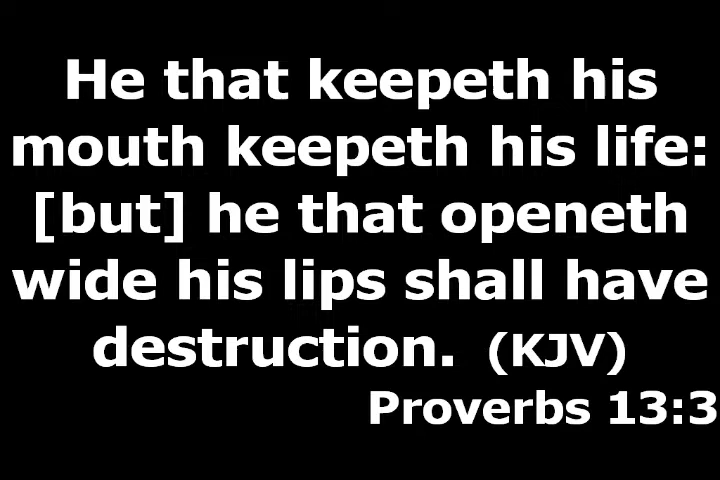 He that keepeth his
mouth keepeth his life:
[but] he that openeth
wide his lips shall have
destruction. (KJV)
Proverbs 13:3